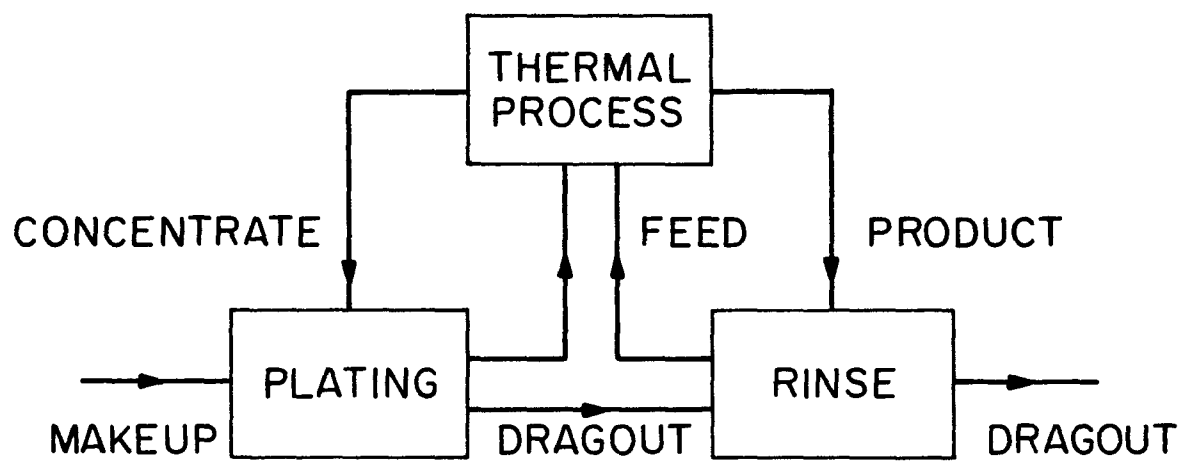 THERMAL
PROCESS
CONCENTRATE
FEED
PRODUCT
PLATING
RINSE
MAKEUP
DRAGOUT
DRAGOUT